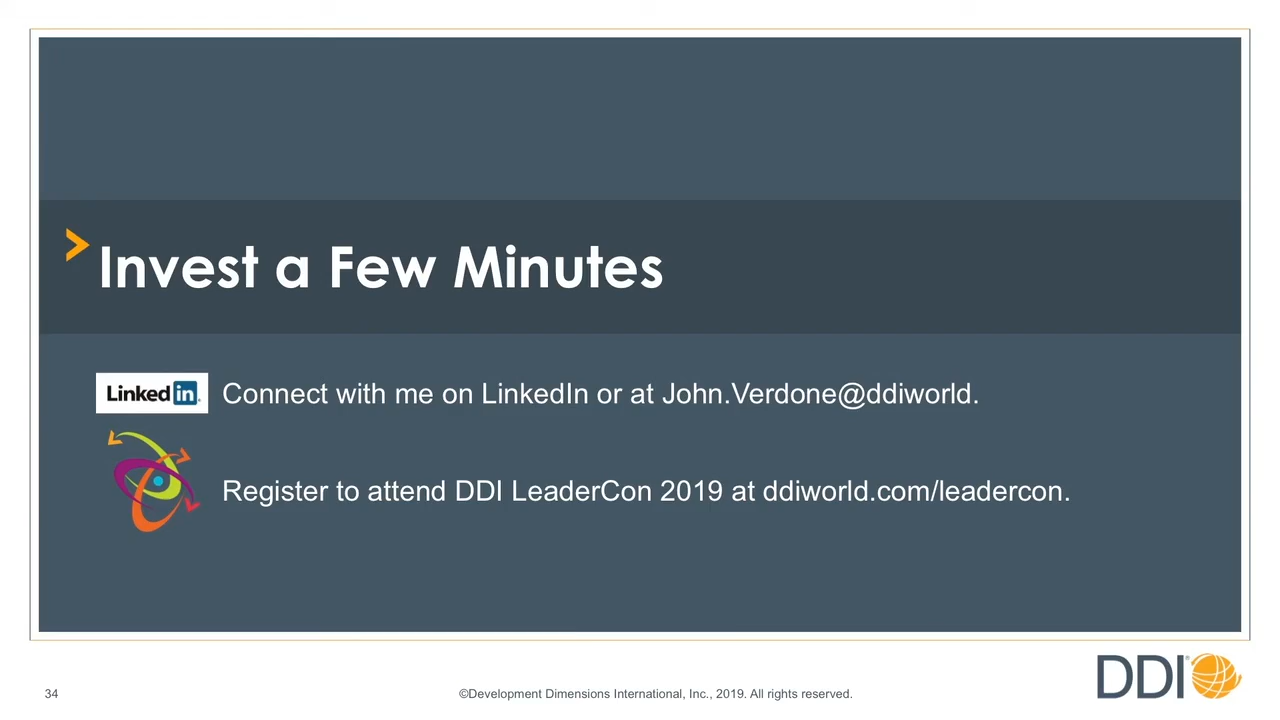 > Invest a Few Minutes
Linked in
Connect with me on LinkedIn or at John.Verdone@ddiworld.
Register to attend DDI LeaderCon 2019 at ddiworld.com/leadercon.
34
©Development Dimensions International, Inc., 2019. All rights reserved.
DDI®